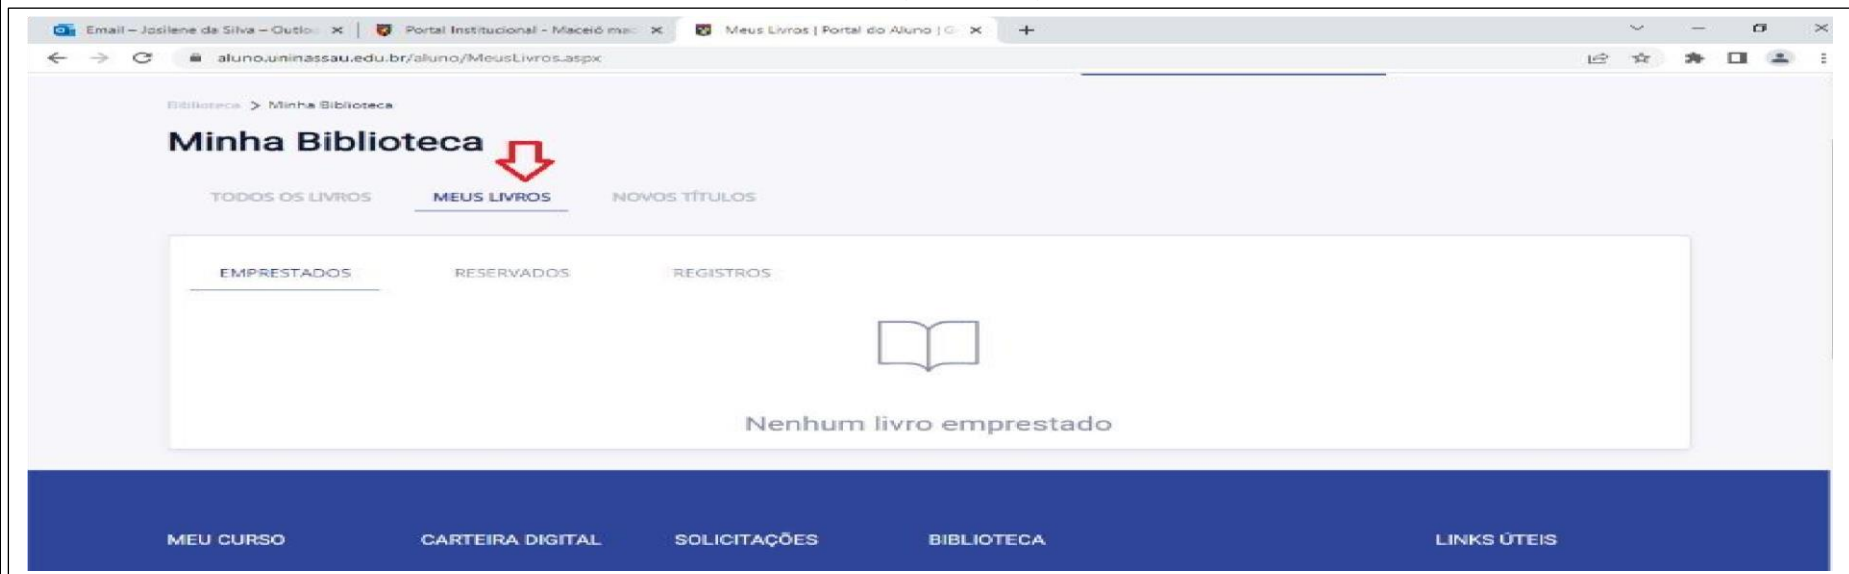 Email – Josilene da Silva – Outlo
Portal Institucional - Maceió ma
Meus Livros | Portal do Aluno | G
aluno.uninassau.edu.br/aluno/MeusLivros.aspx
Biblioteca > Minha Biblioteca
Minha Biblioteca
TODOS OS LIVROS MEUS LIVROS NOVOS TÍTULOS
EMPRESTADOS RESERVADOS REGISTROS
Nenhum livro emprestado
MEU CURSO CARTEIRA DIGITAL SOLICITAÇÕES BIBLIOTECA LINKS ÚTEIS